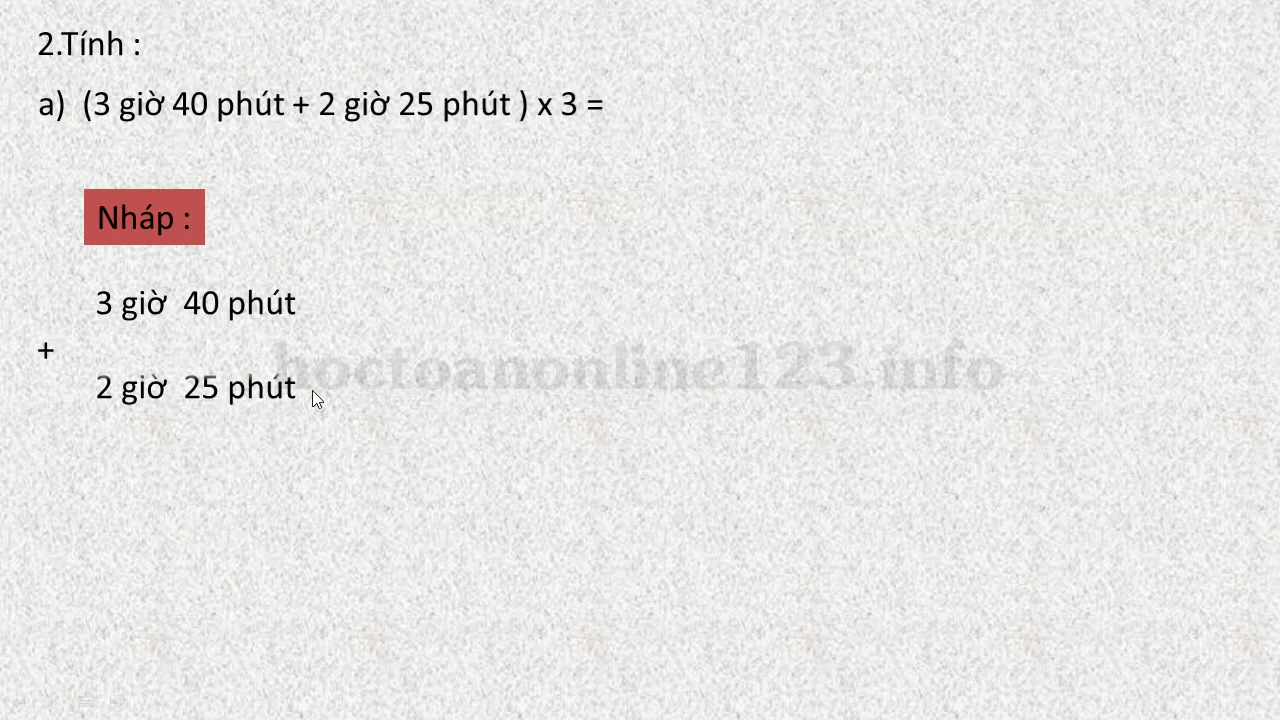 2.Tính :
a) (3 giờ 40 phút + 2 giờ 25 phút ) x 3 =
Nháp :
3 giờ 40 phút
+
hoctoanonline123.info
2 giờ 25 phút